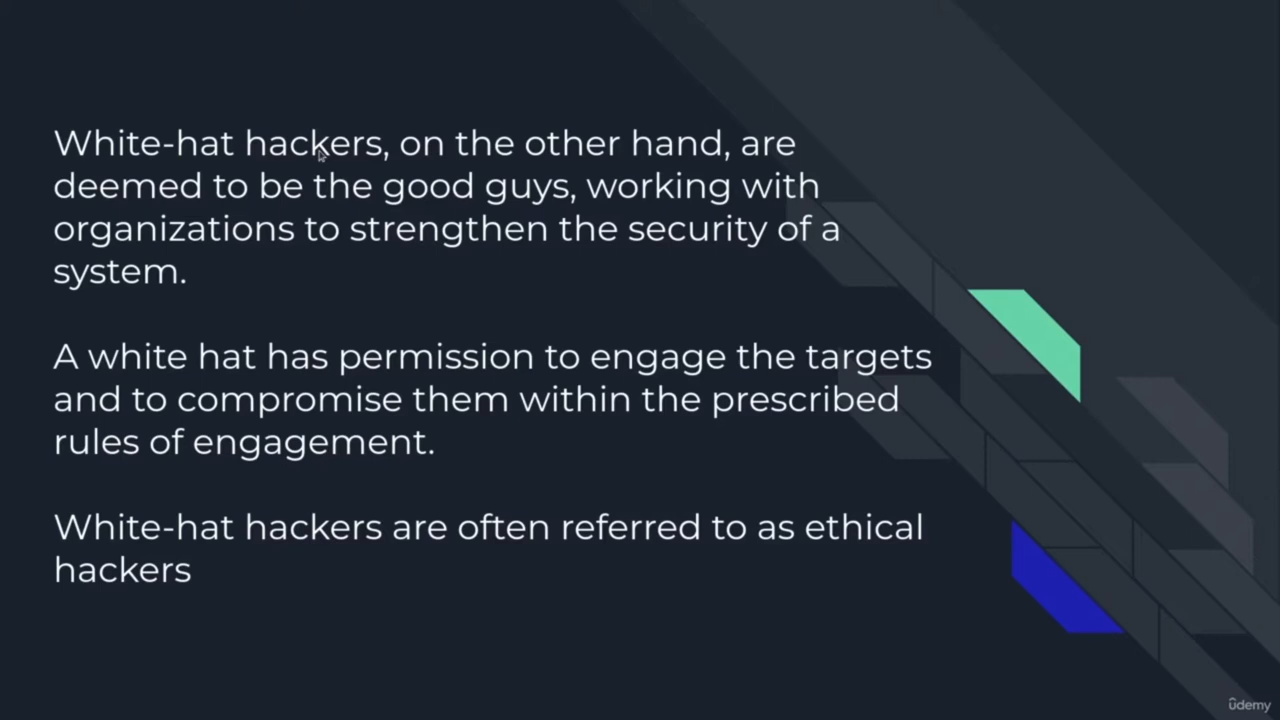 White-hat hackers, on the other hand, are
deemed to be the good guys, working with
organizations to strengthen the security of a
system.
A white hat has permission to engage the targets
and to compromise them within the prescribed
rules of engagement.
White-hat hackers are often referred to as ethical
hackers
udemy